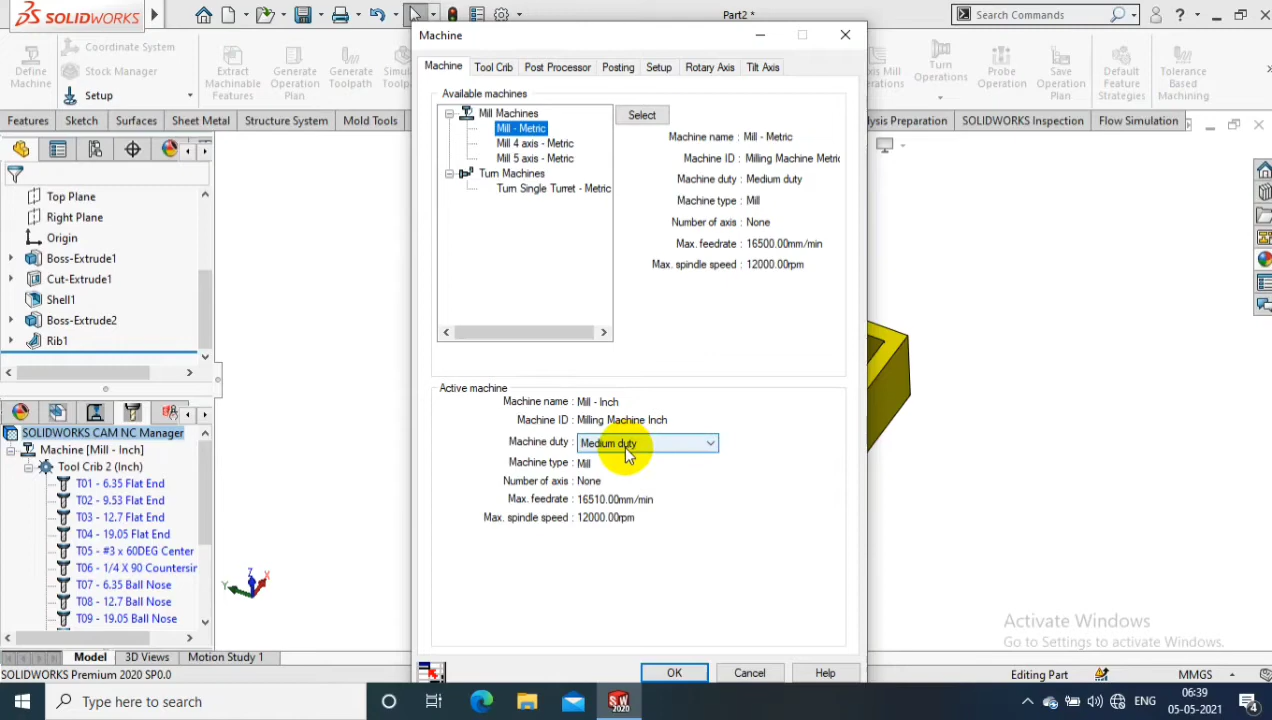 SOLIDWORKS
Part2 *
Search Commands
Machine
Define
Machine
Coordinate System
Stock Manager
Setup
Extract
Machinable
Features
Generate
Operation
Plan
Generate
Toolpath
Turn
Operations
Probe
Operation
Save
Operation
Plan
Default
Feature
Strategies
Tolerance
Based
Machining
Features
Sketch
Surfaces
Sheet Metal
Structure System
Mold Tools
SOLIDWORKS Inspection
Flow Simulation
Machine
Tool Crib
Post Processor
Posting
Setup
Rotary Axis
Tilt Axis
Available machines
Mill Machines
Mill - Metric
Mill 4 axis - Metric
Mill 5 axis - Metric
Turn Machines
Turn Single Turret - Metric
Select
Machine name : Mill - Metric
Machine ID : Milling Machine Metric
Machine duty : Medium duty
Machine type : Mill
Number of axis : None
Max. feedrate : 16500.00mm/min
Max. spindle speed : 12000.00rpm
Active machine
Machine name : Mill - Inch
Machine ID : Milling Machine Inch
Machine duty : Medium duty
Machine type : Mill
Number of axis : None
Max. feedrate : 16510.00mm/min
Max. spindle speed : 12000.00rpm
OK
Cancel
Help
Top Plane
Right Plane
Origin
Boss-Extrude1
Cut-Extrude1
Shell1
Boss-Extrude2
Rib1
SOLIDWORKS CAM NC Manager
Machine [Mill - Inch]
Tool Crib 2 (Inch)
T01 - 6.35 Flat End
T02 - 9.53 Flat End
T03 - 12.7 Flat End
T04 - 19.05 Flat End
T05 - #3 x 60DEG Center
T06 - 1/4 X 90 Countersin
T07 - 6.35 Ball Nose
T08 - 12.7 Ball Nose
T09 - 19.05 Ball Nose
Z
Y
X
Activate Windows
Go to Settings to activate Windows.
Model
3D Views
Motion Study 1
SOLIDWORKS Premium 2020 SP0.0
Editing Part
MMGS
Type here to search
SW
2020
ENG
06:39
05-05-2021
4